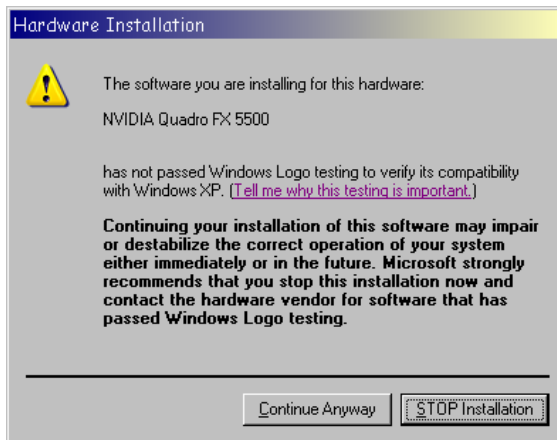 Hardware Installation
The software you are installing for this hardware:
NVIDIA Quadro FX 5500
has not passed Windows Logo testing to verify its compatibility
with Windows XP. (Tell me why this testing is important.)
Continuing your installation of this software may impair
or destabilize the correct operation of your system
either immediately or in the future. Microsoft strongly
recommends that you stop this installation now and
contact the hardware vendor for software that has
passed Windows Logo testing.
Continue Anyway
STOP Installation